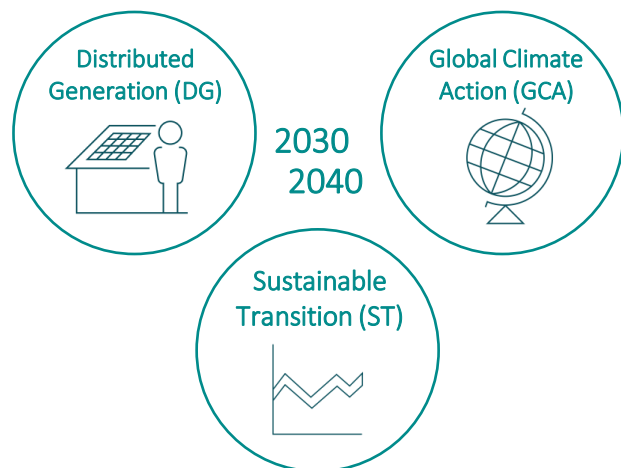 Distributed
Generation (DG)
Global Climate
Action (GCA)
2030
2040
Sustainable
Transition (ST)